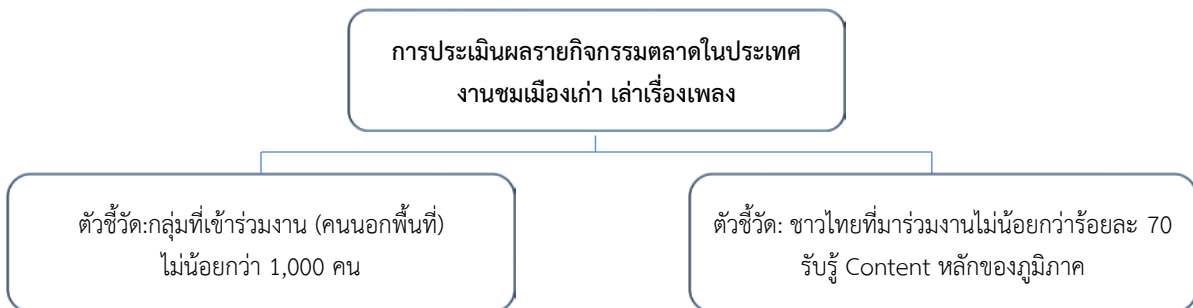 การประเมินผลรายกิจกรรมตลาดในประเทศ
งานชมเมืองเก่า เล่าเรื่องเพลง
ตัวชี้วัด:กลุ่มที่เข้าร่วมงาน (คนนอกพื้นที่)
ไม่น้อยกว่า 1,000 คน
ตัวชี้วัด: ชาวไทยที่มาร่วมงานไม่น้อยกว่าร้อยละ 70
รับรู้ Content หลักของภูมิภาค